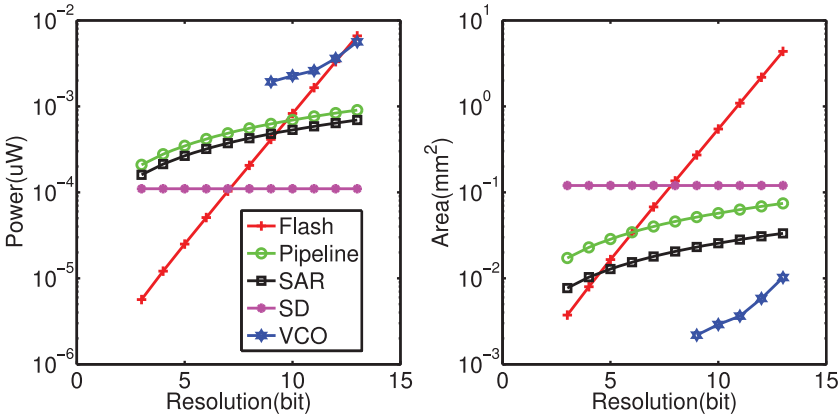 10^-2
10^-3
10^-4
10^-5
10^-6
Power(uW)
0 5 10 15
Resolution(bit)
Flash
Pipeline
SAR
SD
VCO
10^1
10^0
10^-1
10^-2
10^-3
Area(mm^2)
0 5 10 15
Resolution(bit)